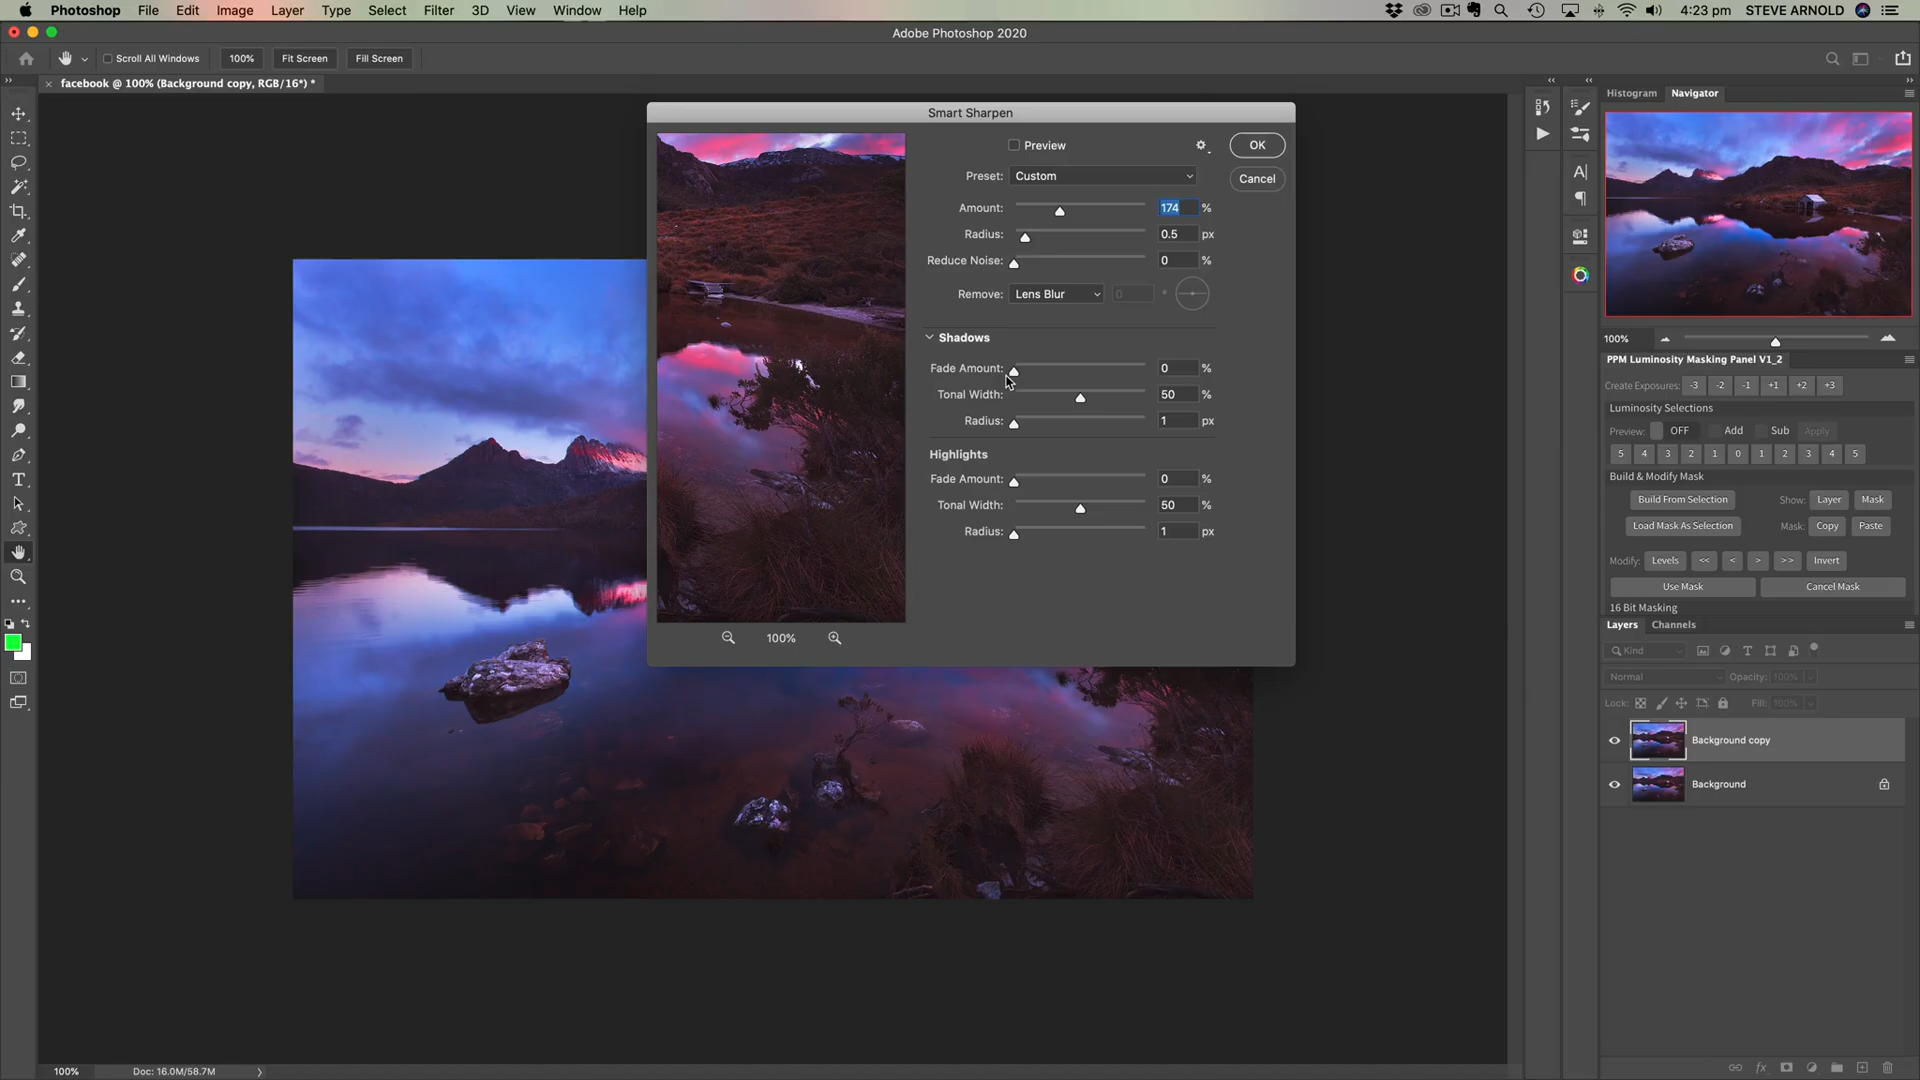 Photoshop File Edit Image Layer Type Select Filter 3D View Window Help 4:23 pm STEVE ARNOLD
Adobe Photoshop 2020
Scroll All Windows 100% Fit Screen Fill Screen
facebook @ 100% (Background copy, RGB/16*) *
Histogram Navigator
Smart Sharpen
Preview OK
Preset: Custom Cancel
Amount: 174 %
Radius: 0.5 px
Reduce Noise: 0 %
Remove: Lens Blur 0 °
Shadows
Fade Amount: 0 %
Tonal Width: 50 %
Radius: 1 px
Highlights
Fade Amount: 0 %
Tonal Width: 50 %
Radius: 1 px
100%
100%
PPM Luminosity Masking Panel V1_2
Create Exposures: -3 -2 -1 +1 +2 +3
Luminosity Selections
Preview: OFF Add Sub Apply
5 4 3 2 1 0 1 2 3 4 5
Build & Modify Mask
Build From Selection Show: Layer Mask
Load Mask As Selection Mask: Copy Paste
Modify: Levels << < > >> Invert
Use Mask Cancel Mask
16 Bit Masking
Layers Channels
Kind
Normal Opacity: 100%
Lock: Fill: 100%
Background copy
Background
100% Doc: 16.0M/58.7M